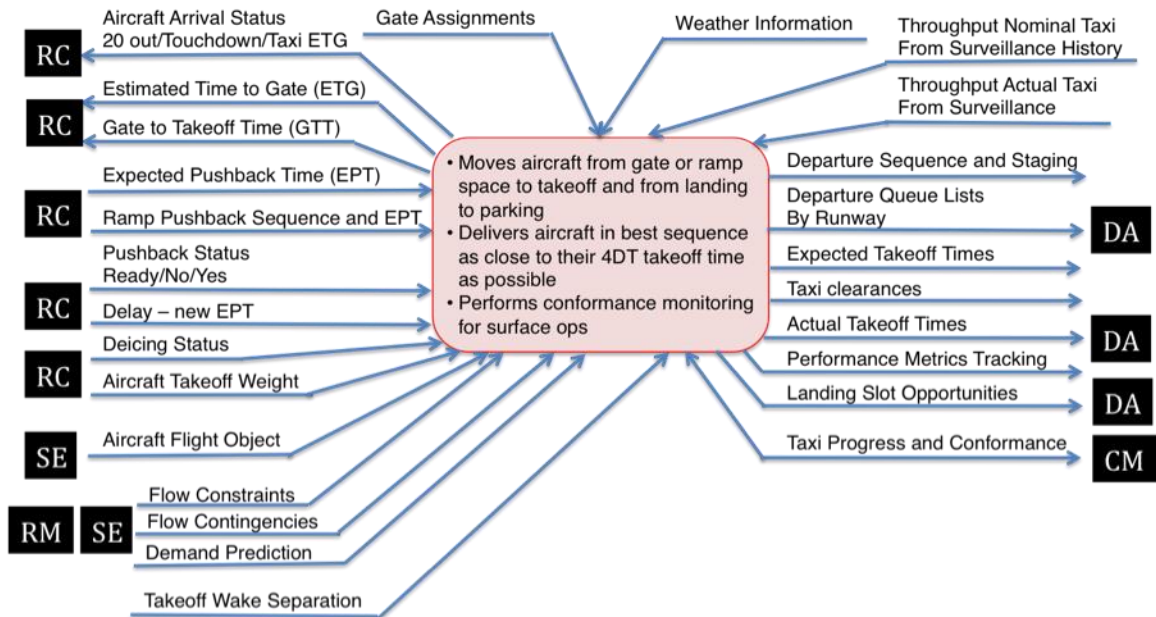 Aircraft Arrival Status
20 out/Touchdown/Taxi ETG
RC
Estimated Time to Gate (ETG)
RC
Gate to Takeoff Time (GTT)
Expected Pushback Time (EPT)
RC
Ramp Pushback Sequence and EPT
Pushback Status
Ready/No/Yes
RC
Delay – new EPT
Deicing Status
RC
Aircraft Takeoff Weight
Aircraft Flight Object
SE
Flow Constraints
RM
SE
Flow Contingencies
Demand Prediction
Takeoff Wake Separation
Gate Assignments
Weather Information
Throughput Nominal Taxi
From Surveillance History
Throughput Actual Taxi
From Surveillance
• Moves aircraft from gate or ramp
space to takeoff and from landing
to parking
• Delivers aircraft in best sequence
as close to their 4DT takeoff time
as possible
• Performs conformance monitoring
for surface ops
Departure Sequence and Staging
Departure Queue Lists
By Runway
DA
Expected Takeoff Times
Taxi clearances
Actual Takeoff Times
DA
Performance Metrics Tracking
Landing Slot Opportunities
DA
Taxi Progress and Conformance
CM